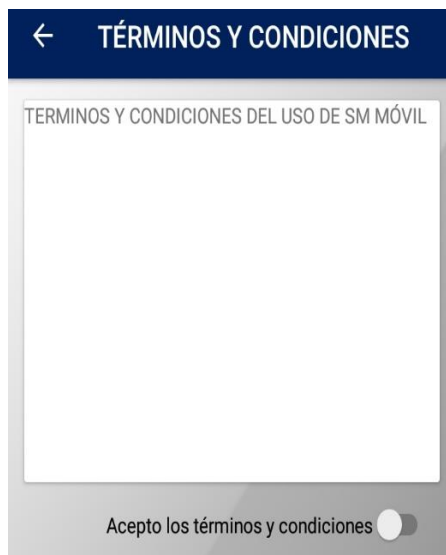 TÉRMINOS Y CONDICIONES
TERMINOS Y CONDICIONES DEL USO DE SM MÓVIL
Acepto los términos y condiciones